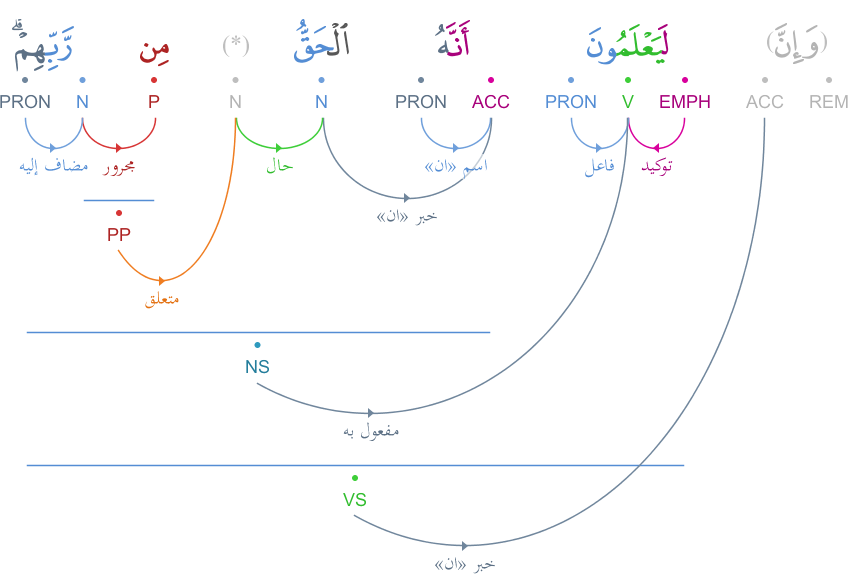 (وَإِنَّ) لَيَعْلَمُونَ أَنَّهُ ٱلْحَقُّ (*) مِن رَّبِّهِمْ ۗ
REM ACC EMPH V PRON ACC PRON N N P N PRON
توكيد فاعل اسم «ان» حال مجرور مضاف إليه
خبر «ان»
PP
متعلق
NS
مفعول به
VS
خبر «ان»